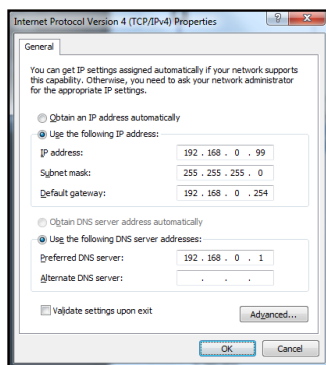 Internet Protocol Version 4 (TCP/IPv4) Properties
General
You can get IP settings assigned automatically if your network supports
this capability. Otherwise, you need to ask your network administrator
for the appropriate IP settings.
Obtain an IP address automatically
Use the following IP address:
IP address: 192 . 168 . 0 . 99
Subnet mask: 255 . 255 . 255 . 0
Default gateway: 192 . 168 . 0 . 254
Obtain DNS server address automatically
Use the following DNS server addresses:
Preferred DNS server: 192 . 168 . 0 . 1
Alternate DNS server: . . .
Validate settings upon exit
Advanced...
OK Cancel